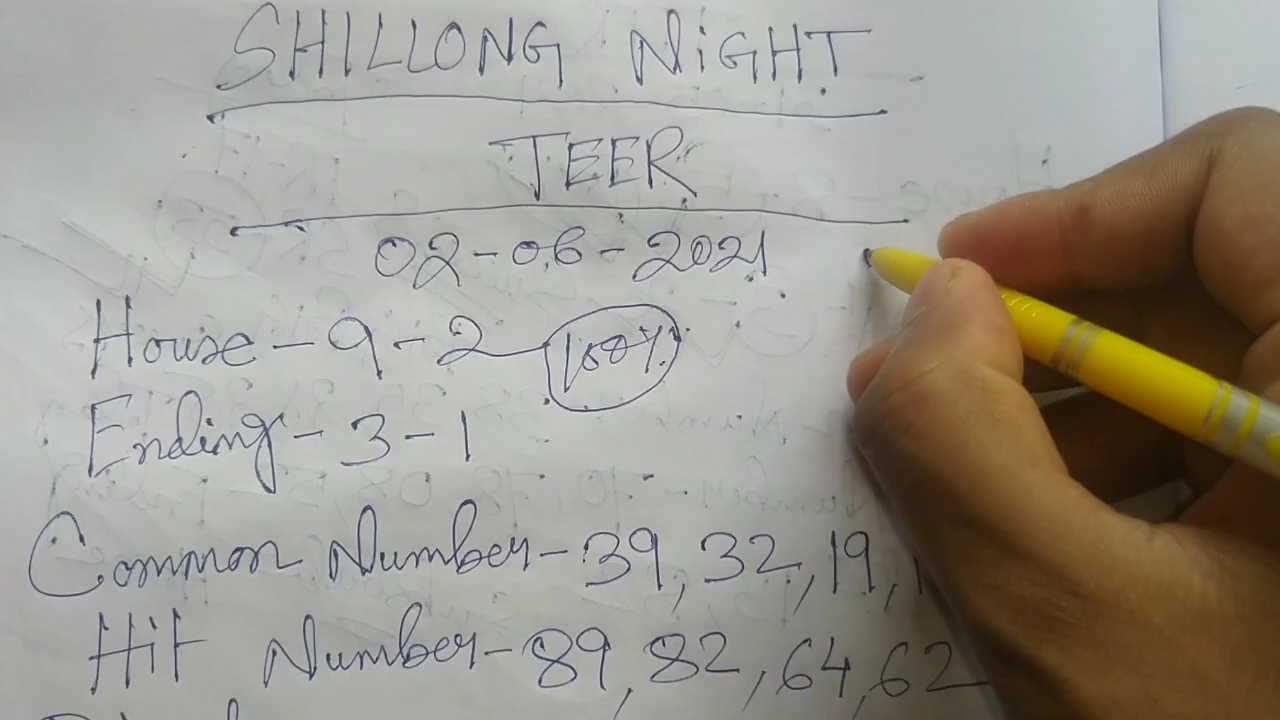 SHILLONG NiGHT
TEER
02-06-2021
House - 9 - 2 100%
Ending - 3 - 1
Common Number - 39, 32, 19,
Hit Number - 89, 82, 64, 62